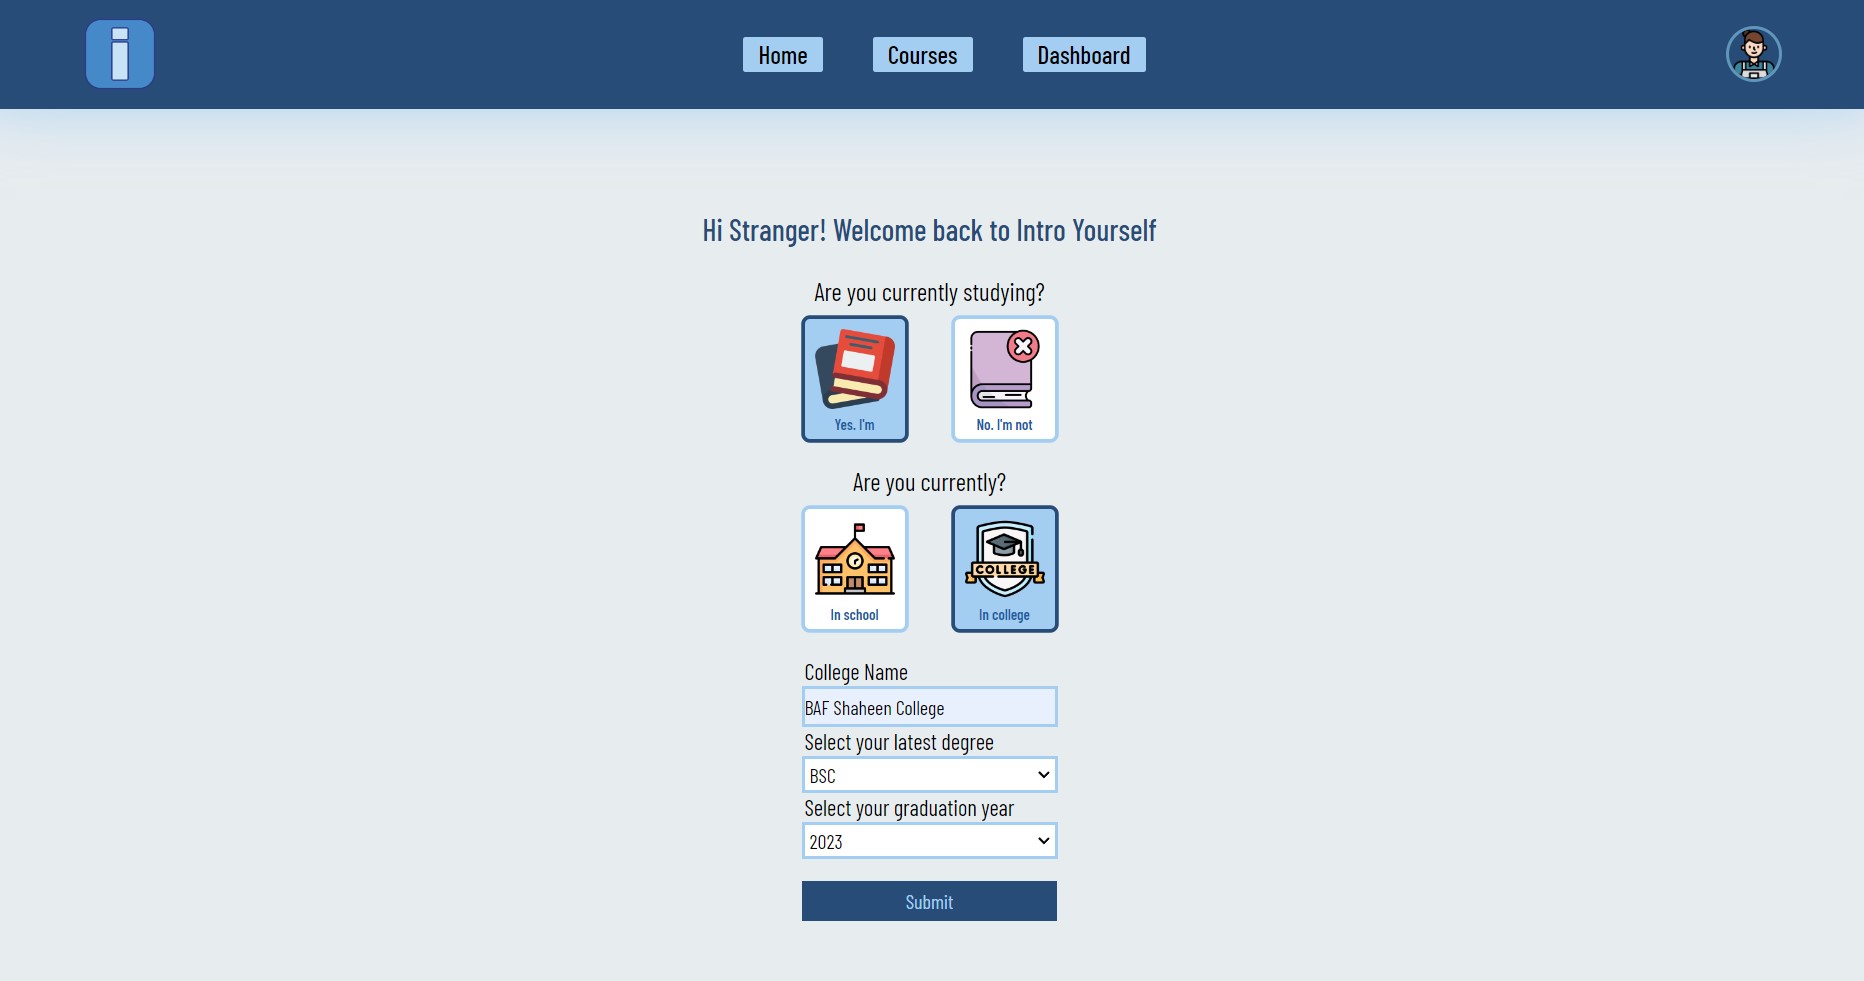 i
Home Courses Dashboard
Hi Stranger! Welcome back to Intro Yourself
Are you currently studying?
Yes. I'm No. I'm not
Are you currently?
COLLEGE
In school In college
College Name
BAF Shaheen College
Select your latest degree
BSC
Select your graduation year
2023
Submit